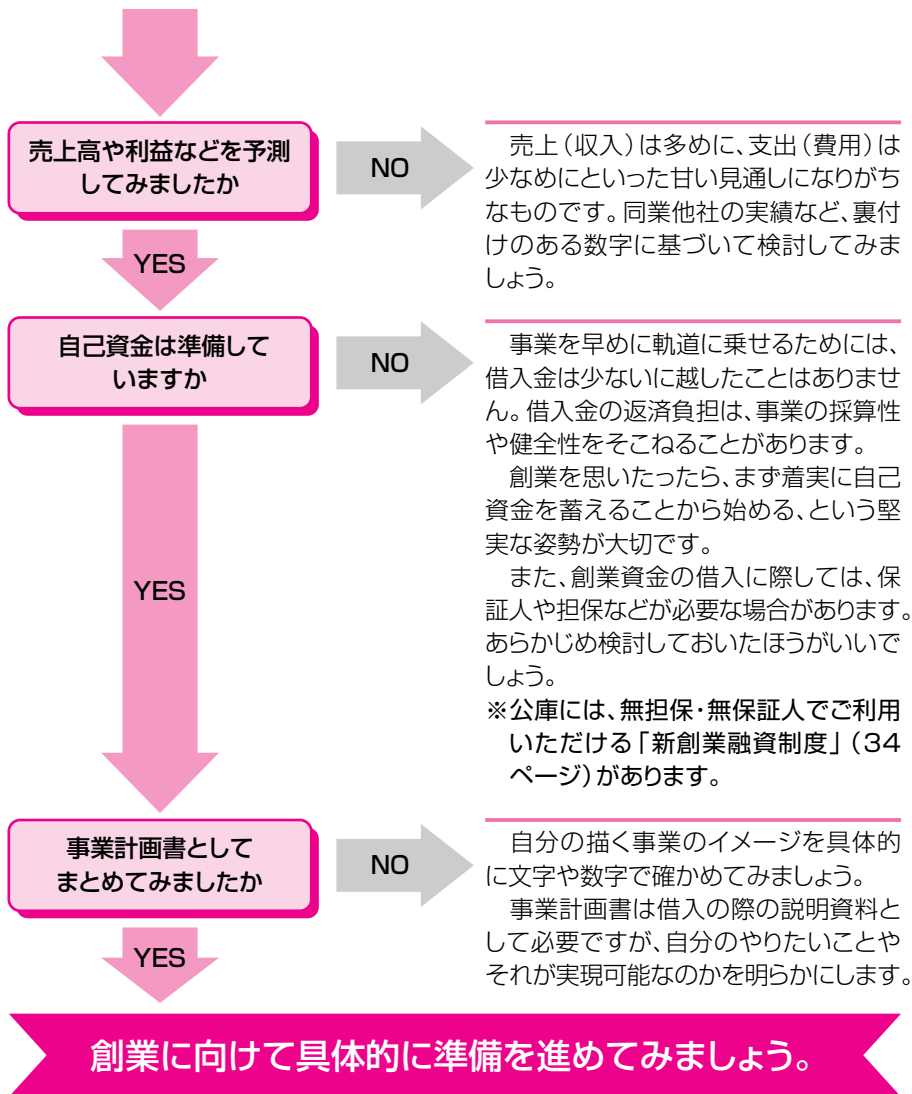 売上高や利益などを予測
してみましたか
NO
売上（収入）は多めに、支出（費用）は
少なめにといった甘い見通しになりがち
なものです。同業他社の実績など、裏付
けのある数字に基づいて検討してみま
しょう。
YES
自己資金は準備して
いますか
NO
事業を早めに軌道に乗せるためには、
借入金は少ないに越したことはありませ
ん。借入金の返済負担は、事業の採算性
や健全性をそこねることがあります。
創業を思いたったら、まず着実に自己
資金を蓄えることから始める、という堅
実な姿勢が大切です。
また、創業資金の借入に際しては、保
証人や担保などが必要な場合があります。
あらかじめ検討しておいたほうがいいで
しょう。
※公庫には、無担保・無保証人でご利用
いただける「新創業融資制度」（34
ページ）があります。
YES
事業計画書として
まとめてみましたか
NO
自分の描く事業のイメージを具体的
に文字や数字で確かめてみましょう。
事業計画書は借入の際の説明資料と
して必要ですが、自分のやりたいことや
それが実現可能なのかを明らかにします。
YES
創業に向けて具体的に準備を進めてみましょう。